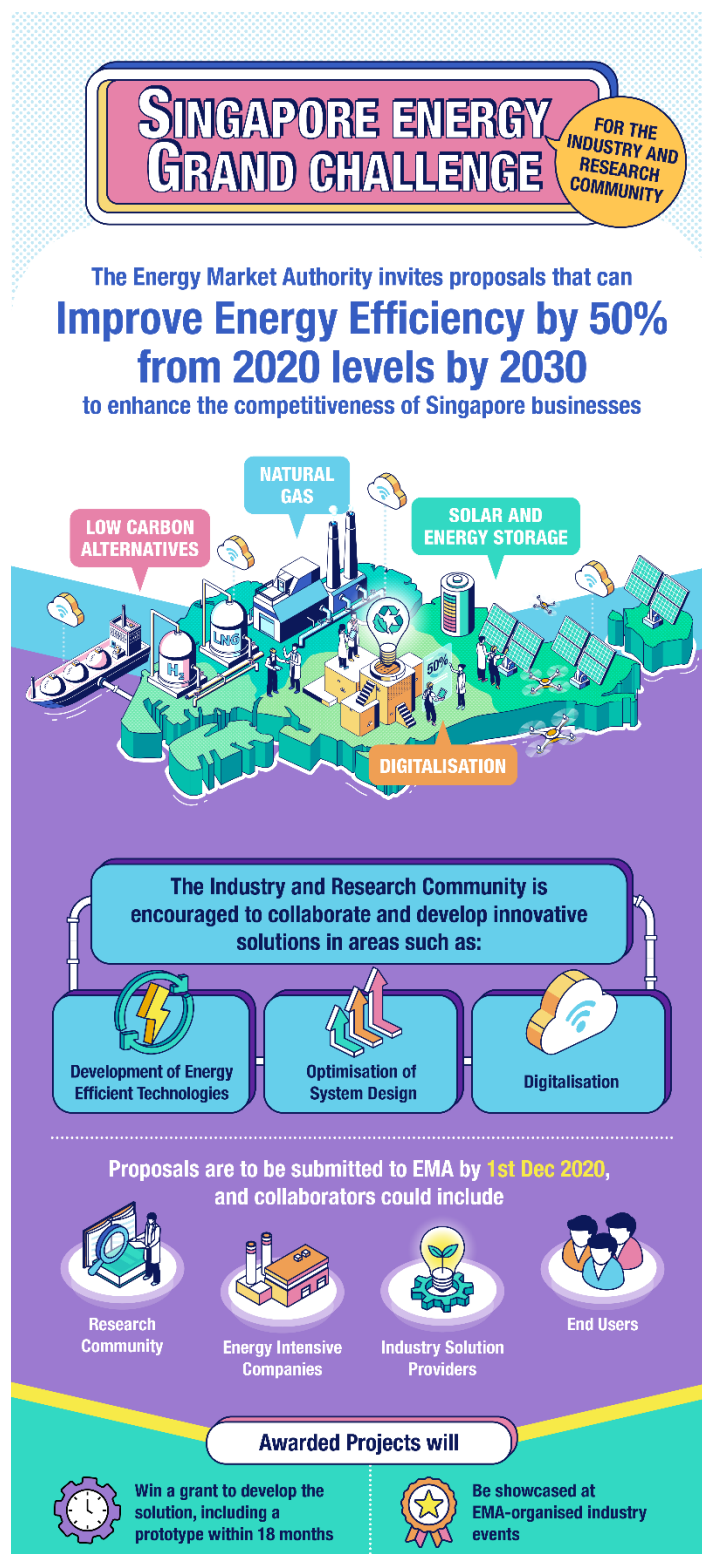 SINGAPORE ENERGY
GRAND CHALLENGE
FOR THE
INDUSTRY AND
RESEARCH
COMMUNITY
The Energy Market Authority invites proposals that can
Improve Energy Efficiency by 50%
from 2020 levels by 2030
to enhance the competitiveness of Singapore businesses
NATURAL
GAS
LOW CARBON
ALTERNATIVES
SOLAR AND
ENERGY STORAGE
LNG
H₂
50%
DIGITALISATION
The Industry and Research Community is
encouraged to collaborate and develop innovative
solutions in areas such as:
Development of Energy
Efficient Technologies
Optimisation of
System Design
Digitalisation
Proposals are to be submitted to EMA by 1st Dec 2020,
and collaborators could include
Research
Community
Energy Intensive
Companies
Industry Solution
Providers
End Users
Awarded Projects will
Win a grant to develop the
solution, including a
prototype within 18 months
Be showcased at
EMA-organised industry
events